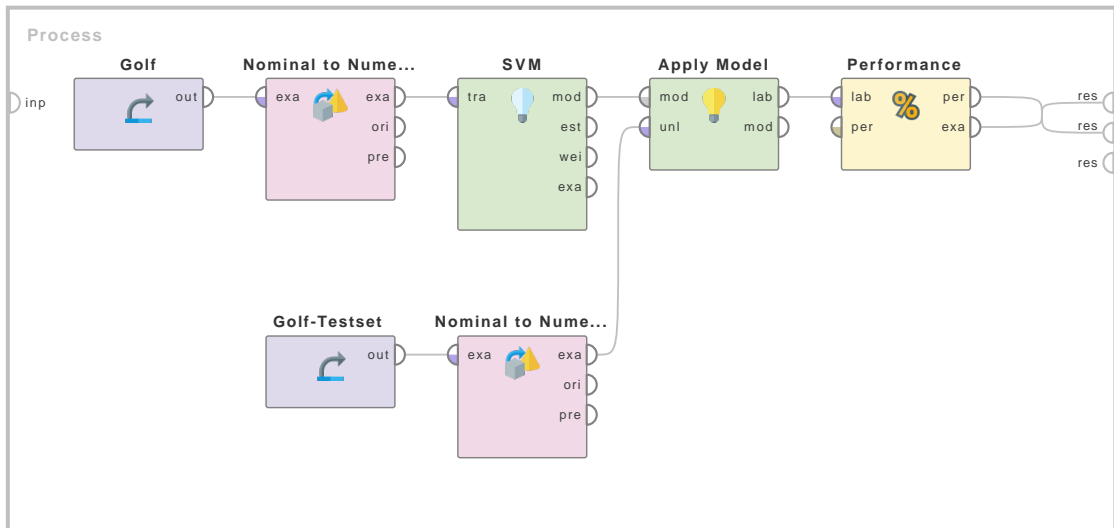 Process
inp
Golf
out
Nominal to Nume...
exa exa
ori
pre
SVM
tra mod
est
wei
exa
Apply Model
mod lab
unl mod
Performance
lab per
per exa
%
res
res
res
Golf-Testset
out
Nominal to Nume...
exa exa
ori
pre